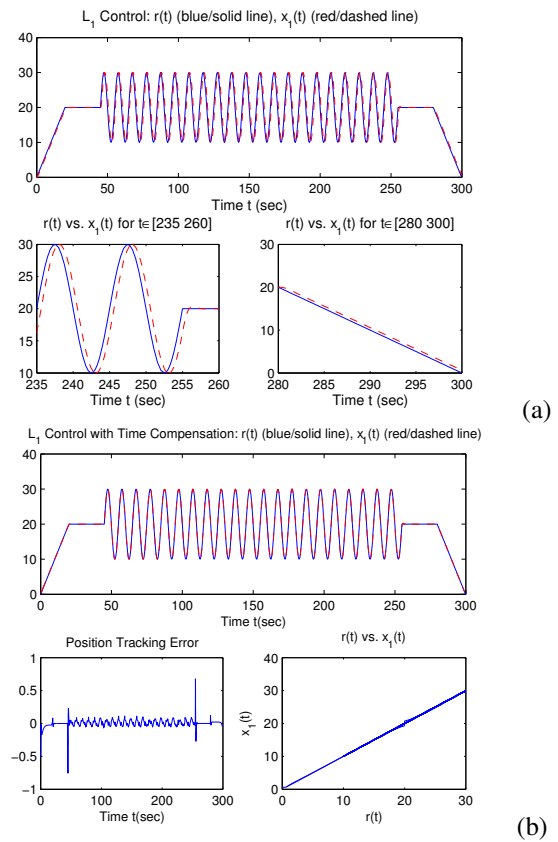 L₁ Control: r(t) (blue/solid line), x₁(t) (red/dashed line)
40
30
20
10
0
0 50 100 150 200 250 300
Time t (sec)
r(t) vs. x₁(t) for t∈[235 260]
30
25
20
15
10
235 240 245 250 255 260
Time t (sec)
r(t) vs. x₁(t) for t∈[280 300]
30
20
10
0
280 285 290 295 300
Time t (sec)
(a)
L₁ Control with Time Compensation: r(t) (blue/solid line), x₁(t) (red/dashed line)
40
30
20
10
0
0 50 100 150 200 250 300
Time t(sec)
Position Tracking Error
1
0.5
0
−0.5
−1
0 100 200 300
Time t(sec)
r(t) vs. x₁(t)
40
30
20
10
0
x₁(t)
0 10 20 30
r(t)
(b)